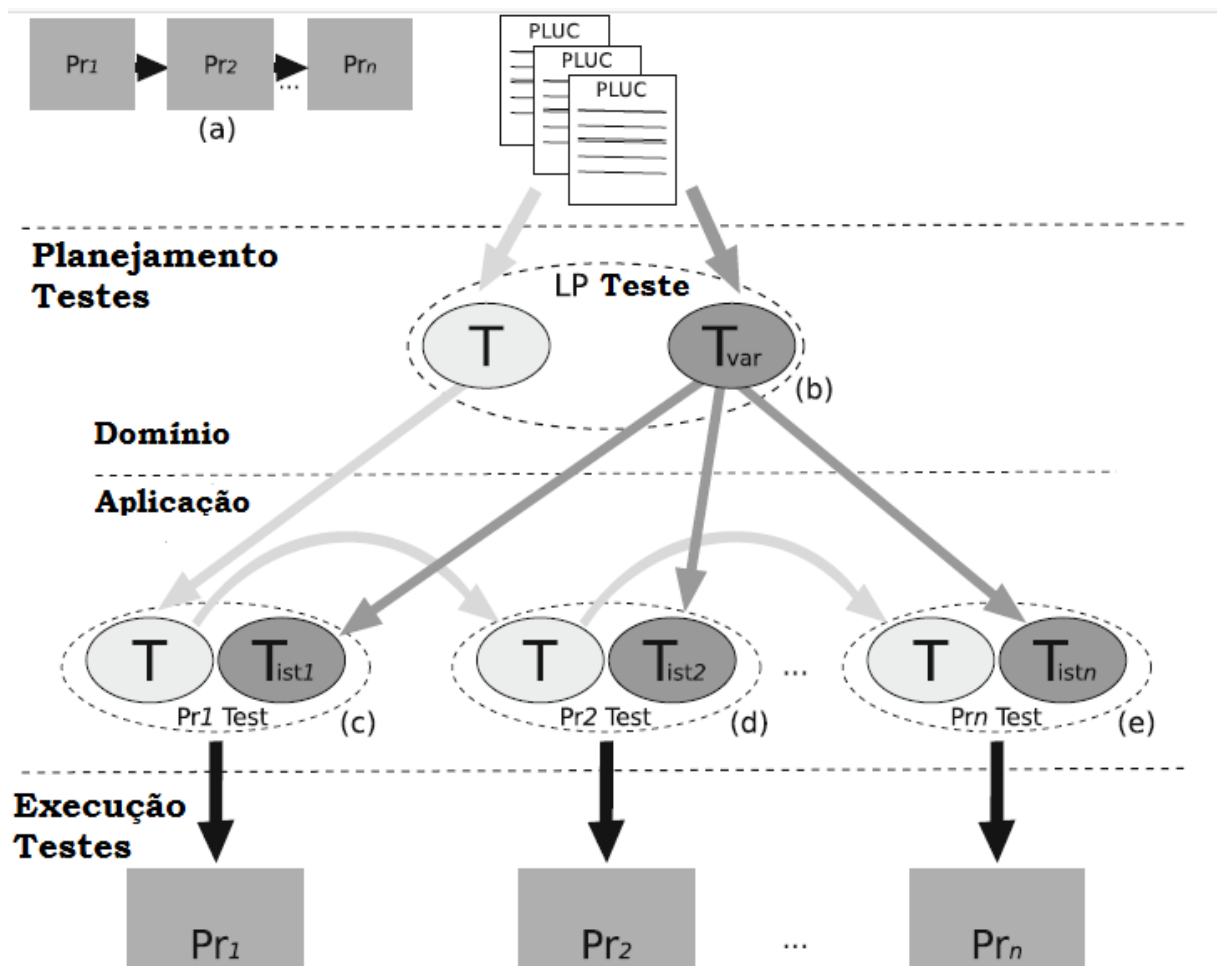 Pr1 Pr2 ... Prn
(a)
PLUC
PLUC
PLUC
Planejamento
Testes
LP Teste
T Tvar
(b)
Domínio
Aplicação
T Tist1 T Tist2 ... T Tistn
Pr1 Test (c) Pr2 Test (d) Prn Test (e)
Execução
Testes
Pr1 Pr2 ... Prn